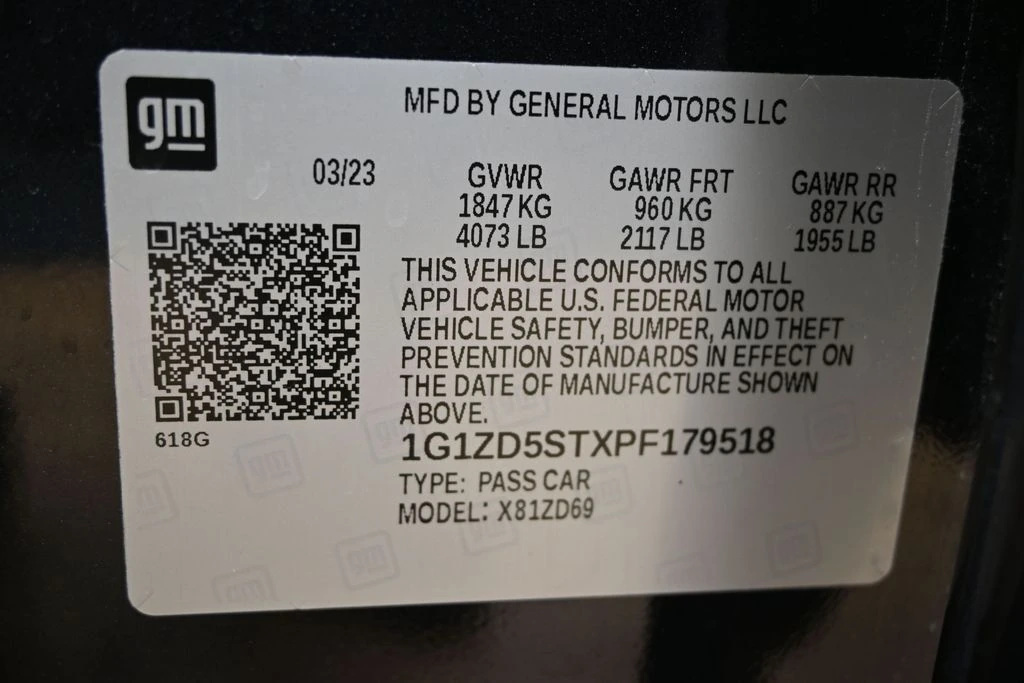 gm
MFD BY GENERAL MOTORS LLC
03/23
GVWR GAWR FRT GAWR RR
1847 KG 960 KG 887 KG
4073 LB 2117 LB 1955 LB
THIS VEHICLE CONFORMS TO ALL
APPLICABLE U.S. FEDERAL MOTOR
VEHICLE SAFETY, BUMPER, AND THEFT
PREVENTION STANDARDS IN EFFECT ON
THE DATE OF MANUFACTURE SHOWN
ABOVE.
618G
1G1ZD5STXPF179518
TYPE: PASS CAR
MODEL: X81ZD69